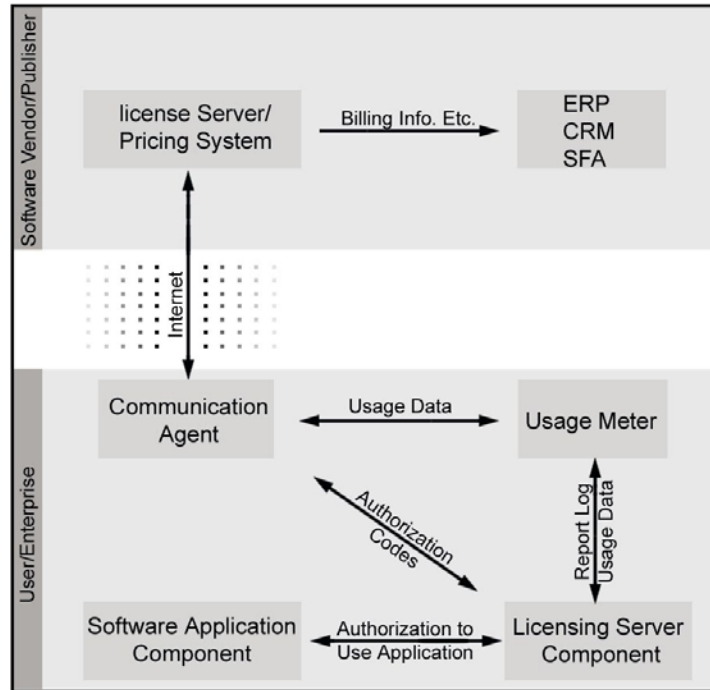 Software Vendor/Publisher
license Server/
Pricing System
Billing Info. Etc.
ERP
CRM
SFA
Internet
User/Enterprise
Communication
Agent
Usage Data
Usage Meter
Authorization
Codes
Report Log
Usage Data
Software Application
Component
Authorization to
Use Application
Licensing Server
Component